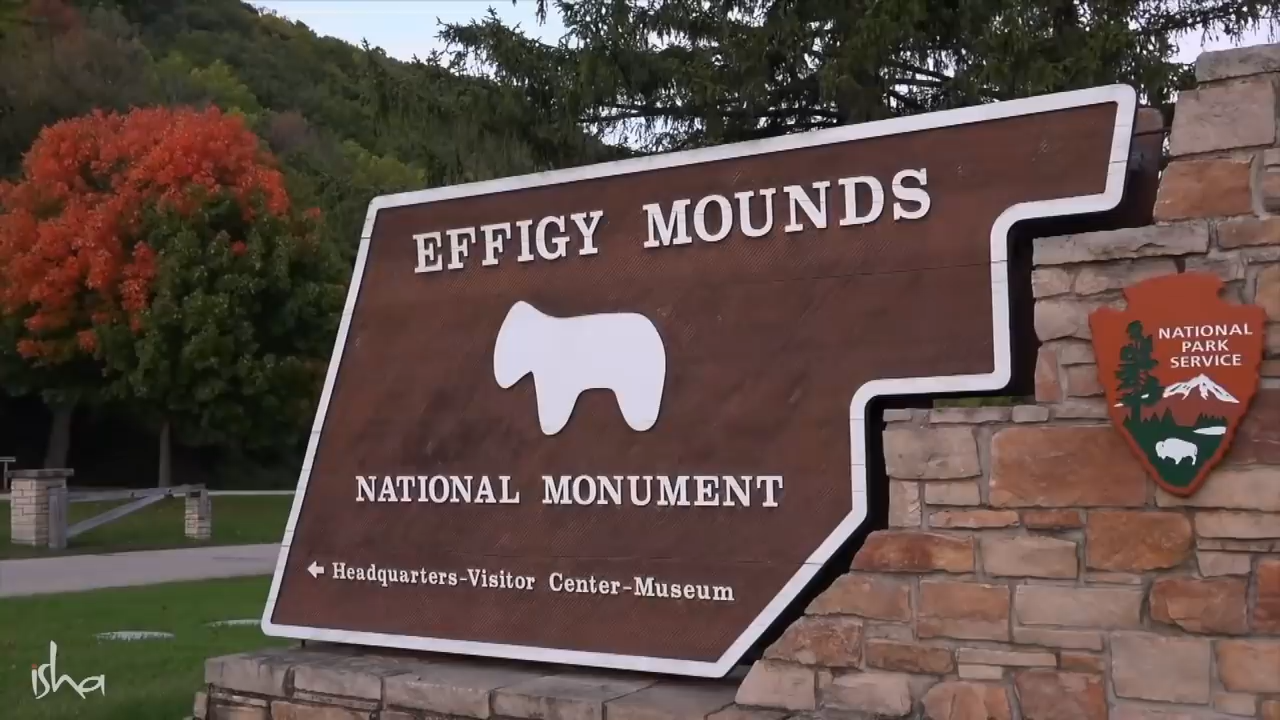 EFFIGY MOUNDS
NATIONAL MONUMENT
← Headquarters-Visitor Center-Museum
NATIONAL
PARK
SERVICE
isha